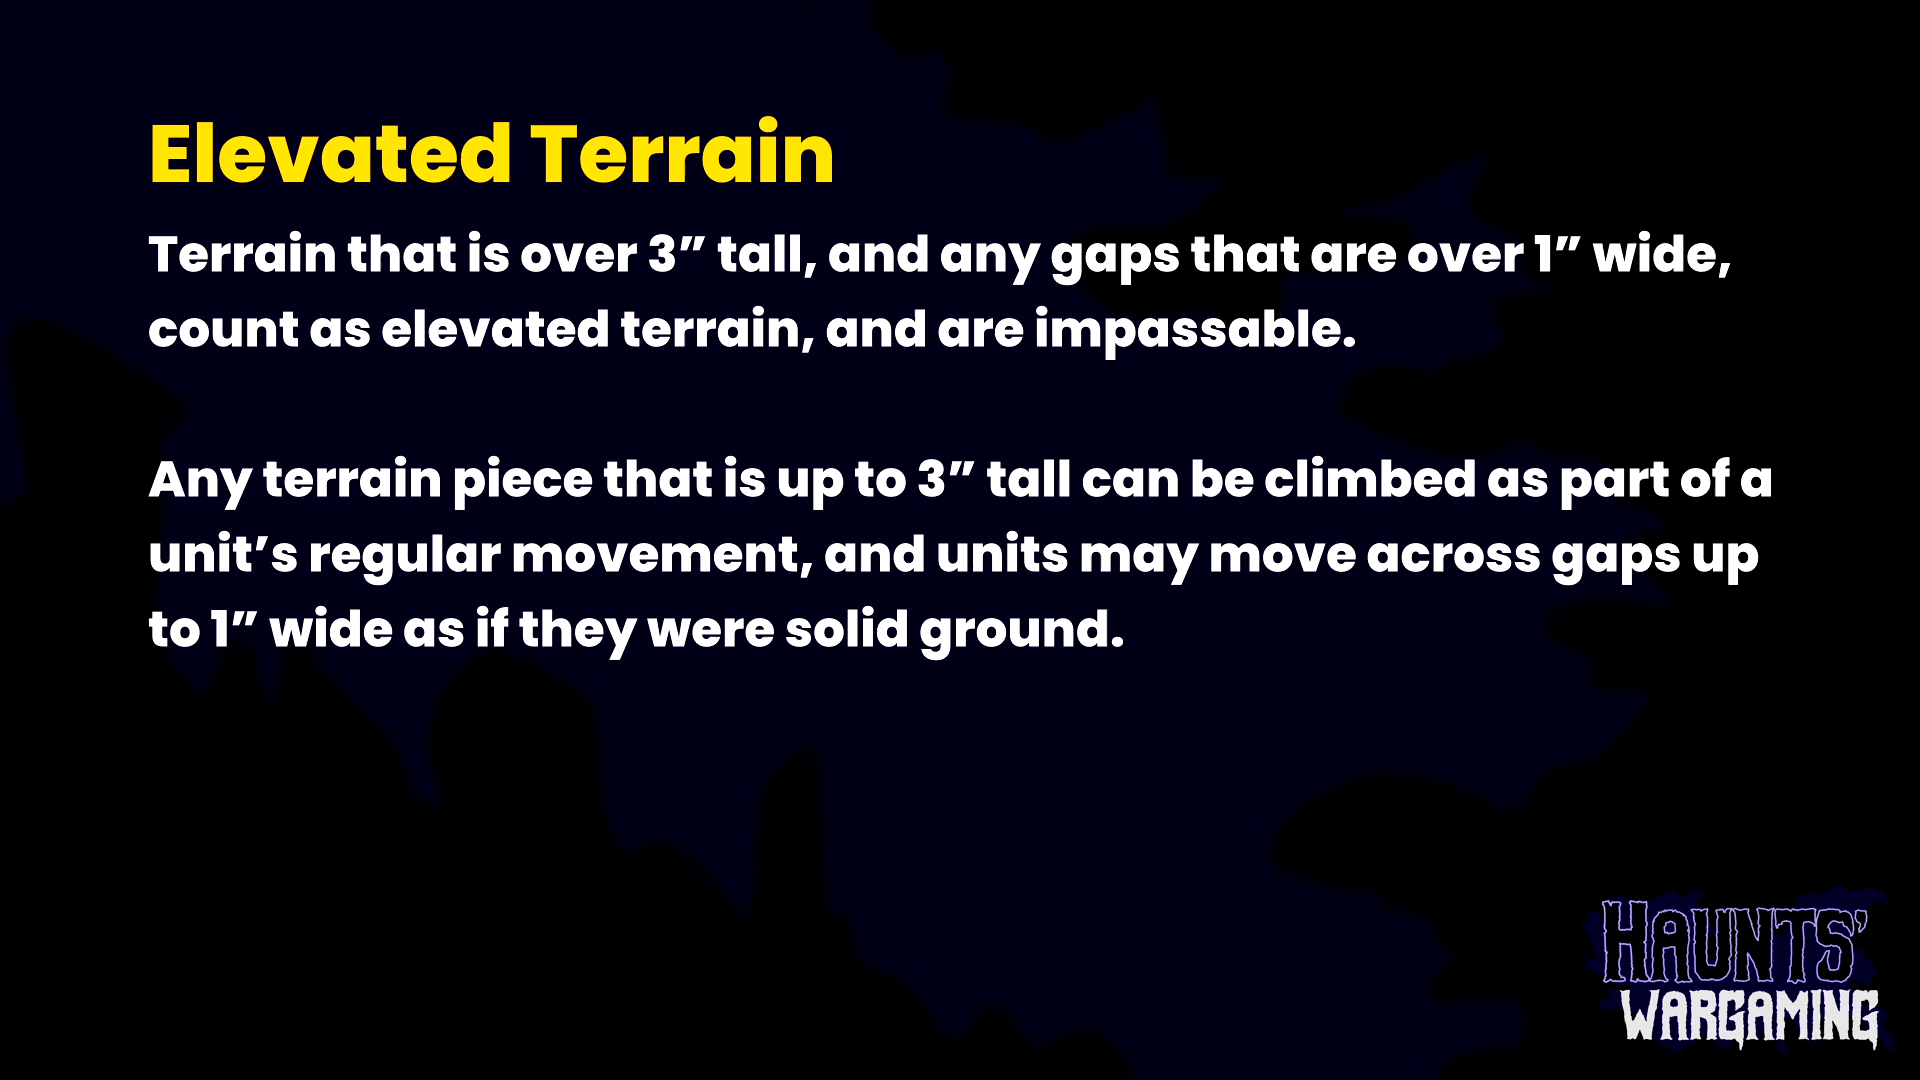 Elevated Terrain
Terrain that is over 3” tall, and any gaps that are over 1” wide,
count as elevated terrain, and are impassable.
Any terrain piece that is up to 3” tall can be climbed as part of a
unit’s regular movement, and units may move across gaps up
to 1” wide as if they were solid ground.
HAUNTS’
WARGAMING